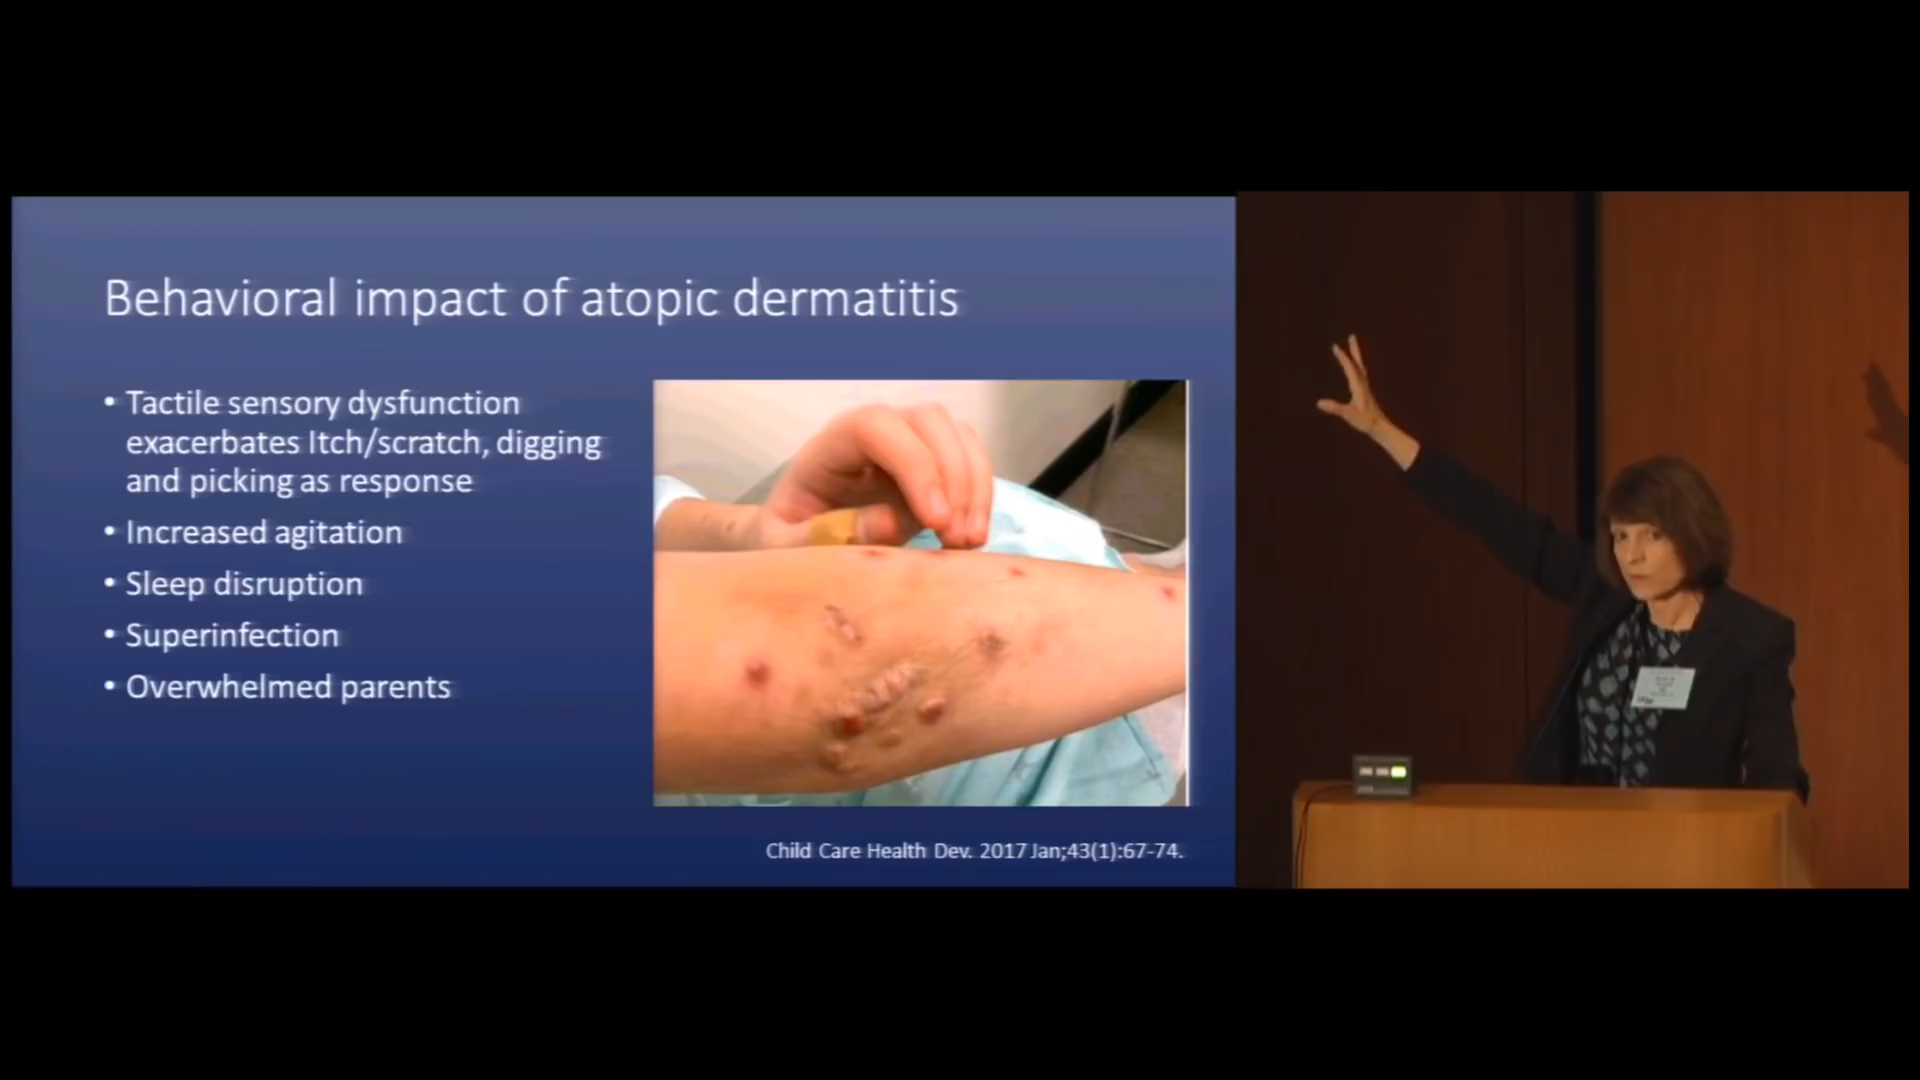 Behavioral impact of atopic dermatitis
• Tactile sensory dysfunction
exacerbates Itch/scratch, digging
and picking as response
• Increased agitation
• Sleep disruption
• Superinfection
• Overwhelmed parents
Child Care Health Dev. 2017 Jan;43(1):67-74.